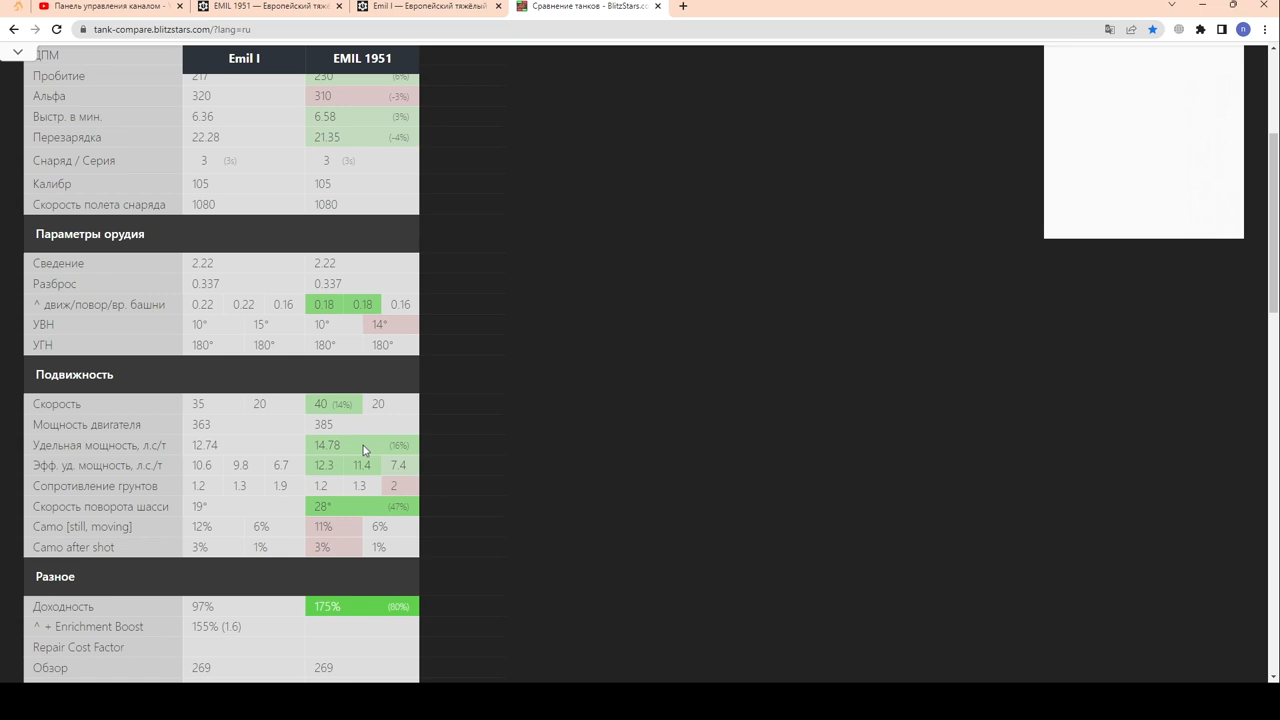 Панель управления каналом -
EMIL 1951 — Европейский тяже
Emil I — Европейский тяжёлый
Сравнение танков - BlitzStars.co
tank-compare.blitzstars.com/?lang=ru
n
ДПМ
Emil I EMIL 1951
Пробитие 217 230 (6%)
Альфа 320 310 (-3%)
Выстр. в мин. 6.36 6.58 (3%)
Перезарядка 22.28 21.35 (-4%)
Снаряд / Серия 3 (3s) 3 (3s)
Калибр 105 105
Скорость полета снаряда 1080 1080
Параметры орудия
Сведение 2.22 2.22
Разброс 0.337 0.337
^ движ/повор/вр. башни 0.22 0.22 0.16 0.18 0.18 0.16
УВН 10° 15° 10° 14°
УГН 180° 180° 180° 180°
Подвижность
Скорость 35 20 40 (14%) 20
Мощность двигателя 363 385
Удельная мощность, л.с/т 12.74 14.78 (16%)
Эфф. уд. мощность, л.с./т 10.6 9.8 6.7 12.3 11.4 7.4
Сопротивление грунтов 1.2 1.3 1.9 1.2 1.3 2
Скорость поворота шасси 19° 28° (47%)
Camo [still, moving] 12% 6% 11% 6%
Camo after shot 3% 1% 3% 1%
Разное
Доходность 97% 175% (80%)
^ + Enrichment Boost 155% (1.6)
Repair Cost Factor
Обзор 269 269